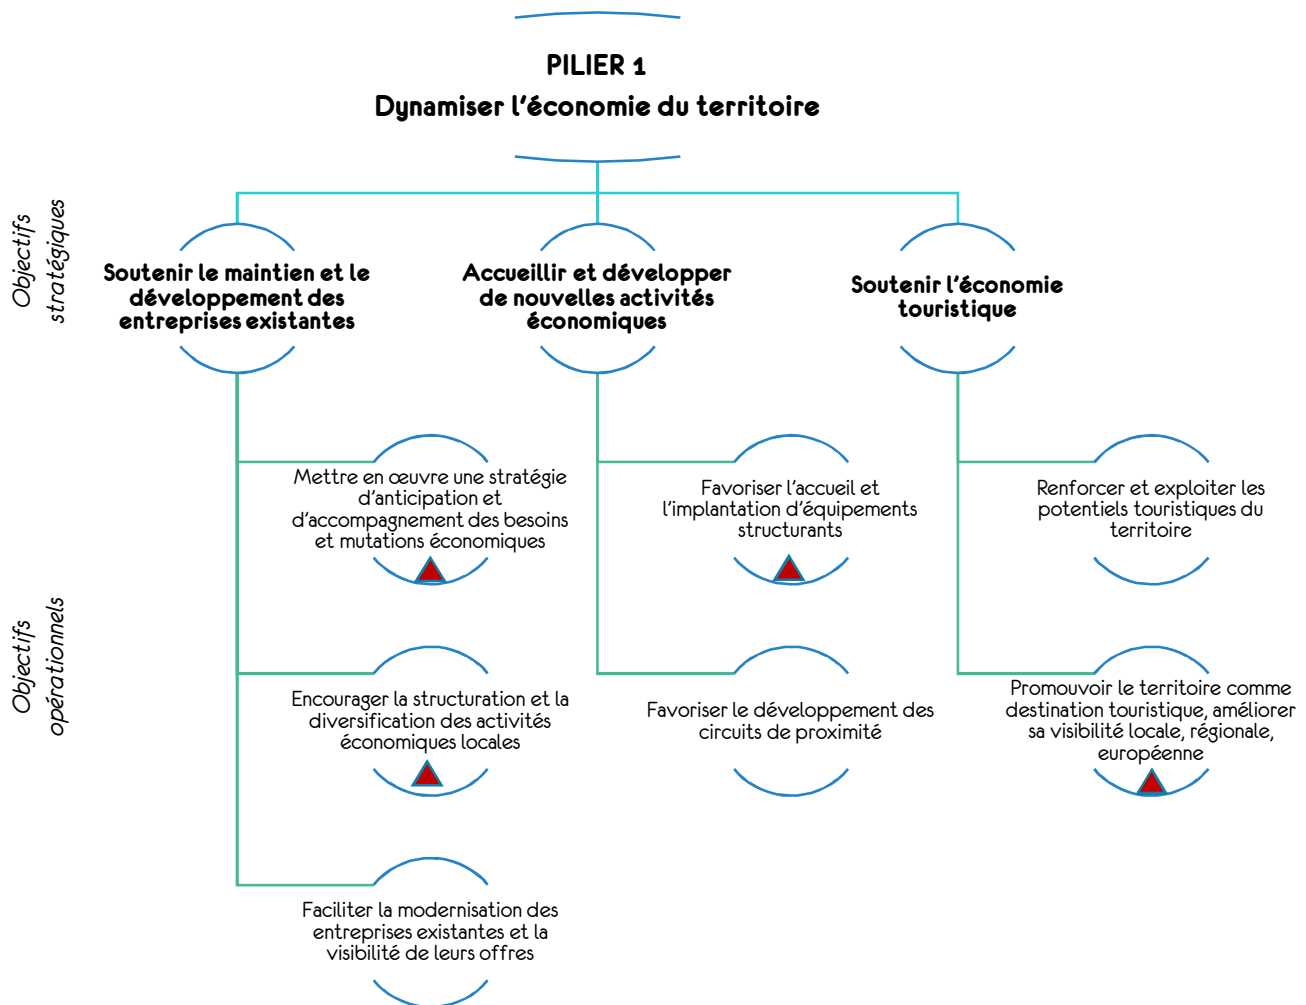 PILIER 1
Dynamiser l'économie du territoire
Objectifs
stratégiques
Soutenir le maintien et le
développement des
entreprises existantes
Accueillir et développer
de nouvelles activités
économiques
Soutenir l'économie
touristique
Objectifs
opérationnels
Mettre en œuvre une stratégie
d'anticipation et
d'accompagnement des besoins
et mutations économiques
Favoriser l'accueil et
l'implantation d'équipements
structurants
Renforcer et exploiter les
potentiels touristiques du
territoire
Encourager la structuration et la
diversification des activités
économiques locales
Favoriser le développement des
circuits de proximité
Promouvoir le territoire comme
destination touristique, améliorer
sa visibilité locale, régionale,
européenne
Faciliter la modernisation des
entreprises existantes et la
visibilité de leurs offres